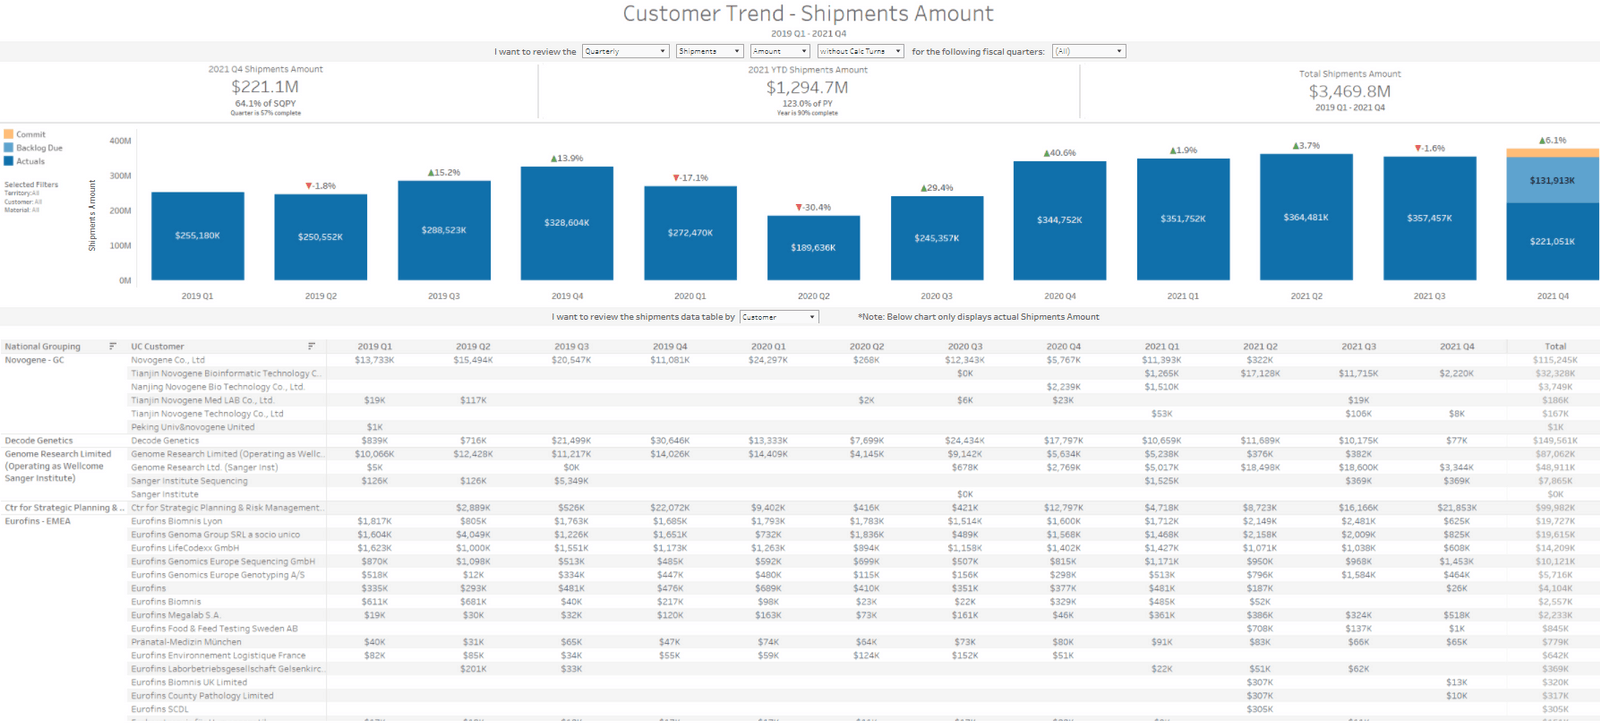 Customer Trend - Shipments Amount
2019 Q1 - 2021 Q4
I want to review the Quarterly Shipments Amount without Calc Turns for the following fiscal quarters: (All)
2021 Q4 Shipments Amount
$221.1M
64.1% of SQPY
Quarter is 57% complete
2021 YTD Shipments Amount
$1,294.7M
123.0% of PY
Year is 90% complete
Total Shipments Amount
$3,469.8M
2019 Q1 - 2021 Q4
Commit
Backlog Due
Actuals
Selected Filters
Territory: All
Customer: All
Material: All
Shipments Amount
400M
300M
200M
100M
0M
▼-1.8% ▲15.2% ▲13.9% ▼-17.1% ▼-30.4% ▲29.4% ▲40.6% ▲1.9% ▲3.7% ▼-1.6% ▲6.1%
$131,913K
$255,180K $250,552K $288,523K $328,604K $272,470K $189,636K $245,357K $344,752K $351,752K $364,481K $357,457K $221,051K
2019 Q1 2019 Q2 2019 Q3 2019 Q4 2020 Q1 2020 Q2 2020 Q3 2020 Q4 2021 Q1 2021 Q2 2021 Q3 2021 Q4
I want to review the shipments data table by Customer *Note: Below chart only displays actual Shipments Amount
National Grouping UC Customer 2019 Q1 2019 Q2 2019 Q3 2019 Q4 2020 Q1 2020 Q2 2020 Q3 2020 Q4 2021 Q1 2021 Q2 2021 Q3 2021 Q4 Total
Novogene - GC Novogene Co., Ltd $13,733K $15,494K $20,547K $11,081K $24,297K $268K $12,343K $5,767K $11,393K $322K $115,245K
Tianjin Novogene Bioinformatic Technology C.. $0K $1,265K $17,128K $11,715K $2,220K $32,328K
Nanjing Novogene Bio Technology Co., Ltd. $2,239K $1,510K $3,749K
Tianjin Novogene Med LAB Co., Ltd. $19K $117K $2K $6K $23K $19K $186K
Tianjin Novogene Technology Co., Ltd $53K $106K $8K $167K
Peking Univ&novogene United $1K $1K
Decode Genetics Decode Genetics $839K $716K $21,499K $30,646K $13,333K $7,699K $24,434K $17,797K $10,659K $11,689K $10,175K $77K $149,561K
Genome Research Limited Genome Research Limited (Operating as Wellc.. $10,066K $12,428K $11,217K $14,026K $14,409K $4,145K $9,142K $5,634K $5,238K $376K $382K $87,062K
(Operating as Wellcome Genome Research Ltd. (Sanger Inst) $5K $0K $678K $2,769K $5,017K $18,498K $18,600K $3,344K $48,911K
Sanger Institute) Sanger Institute Sequencing $126K $126K $5,349K $1,525K $369K $369K $7,865K
Sanger institute $0K $0K
Ctr for Strategic Planning & .. Ctr for Strategic Planning & Risk Management.. $2,889K $526K $22,072K $9,402K $416K $421K $12,797K $4,718K $8,723K $16,166K $21,853K $99,982K
Eurofins - EMEA Eurofins Biomnis Lyon $1,817K $805K $1,763K $1,685K $1,793K $1,783K $1,514K $1,600K $1,712K $2,149K $2,481K $625K $19,727K
Eurofins Genoma Group SRL a socio unico $1,604K $4,049K $1,226K $1,651K $732K $1,836K $489K $1,568K $1,468K $2,158K $2,009K $825K $19,615K
Eurofins LifeCodexx GmbH $1,623K $1,000K $1,551K $1,173K $1,263K $894K $1,158K $1,402K $1,427K $1,071K $1,038K $608K $14,209K
Eurofins Genomics Europe Sequencing GmbH $870K $1,098K $513K $485K $592K $699K $507K $815K $1,171K $950K $968K $1,453K $10,121K
Eurofins Genomics Europe Genotyping A/S $518K $12K $334K $447K $480K $115K $156K $298K $513K $796K $1,584K $464K $5,716K
Eurofins $335K $293K $481K $476K $689K $410K $351K $377K $481K $187K $26K $4,104K
Eurofins Biomnis $611K $681K $40K $217K $98K $23K $22K $329K $485K $52K $2,557K
Eurofins Megalab S.A. $19K $30K $32K $120K $163K $73K $161K $46K $361K $386K $324K $518K $2,233K
Eurofins Food & Feed Testing Sweden AB $708K $137K $1K $845K
Pränatal-Medizin München $40K $31K $65K $47K $74K $64K $73K $80K $91K $83K $66K $65K $779K
Eurofins Environnement Logistique France $82K $85K $34K $55K $59K $124K $152K $51K $642K
Eurofins Laborbetriebsgesellschaft Gelsenkirc.. $201K $33K $22K $51K $62K $369K
Eurofins Biomnis UK Limited $307K $13K $320K
Eurofins County Pathology Limited $307K $10K $317K
Eurofins SCDL $305K $305K